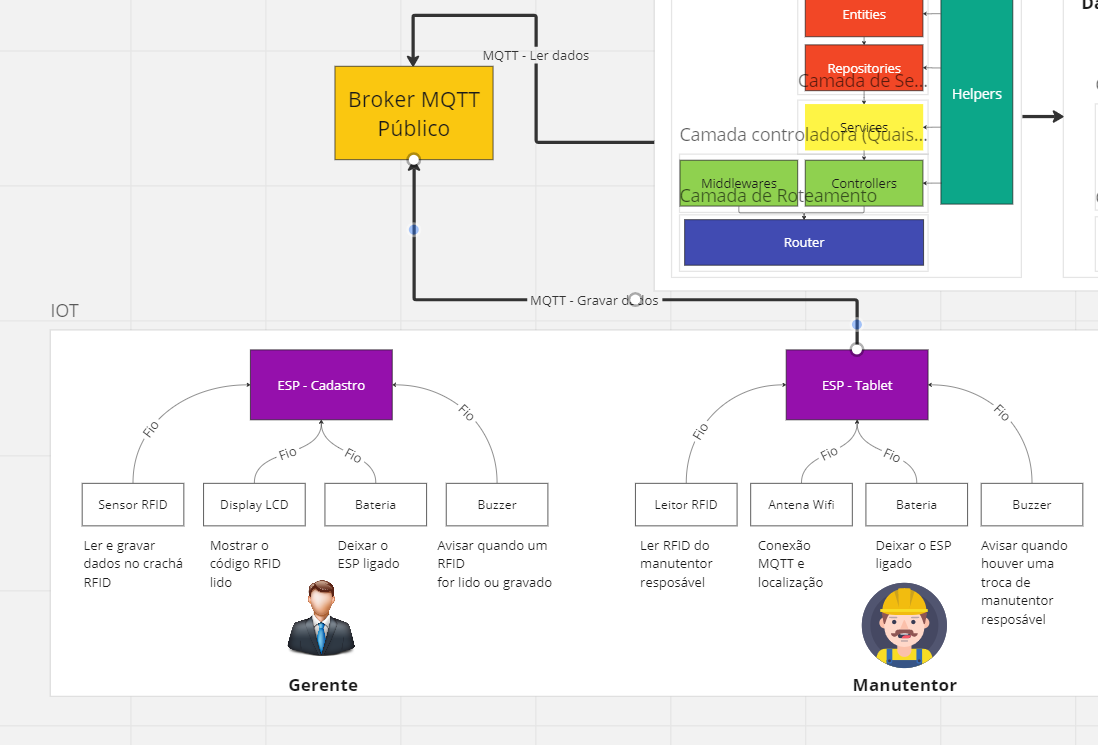 Da
Entities
MQTT - Ler dados
Repositories
Camada de Se...
Helpers
Broker MQTT
Público
Services
Camada controladora (Quais...
Middlewares
Controllers
Camada de Roteamento
Router
MQTT - Gravar dados
IOT
ESP - Cadastro
ESP - Tablet
Fio
Fio
Fio
Fio
Fio
Fio
Fio
Fio
Sensor RFID
Display LCD
Bateria
Buzzer
Leitor RFID
Antena Wifi
Bateria
Buzzer
Ler e gravar
dados no crachá
RFID
Mostrar o
código RFID
lido
Deixar o
ESP ligado
Avisar quando um
RFID
for lido ou gravado
Ler RFID do
manutentor
resposável
Conexão
MQTT e
localização
Deixar o ESP
ligado
Avisar quando
houver uma
troca de
manutentor
resposável
Gerente
Manutentor